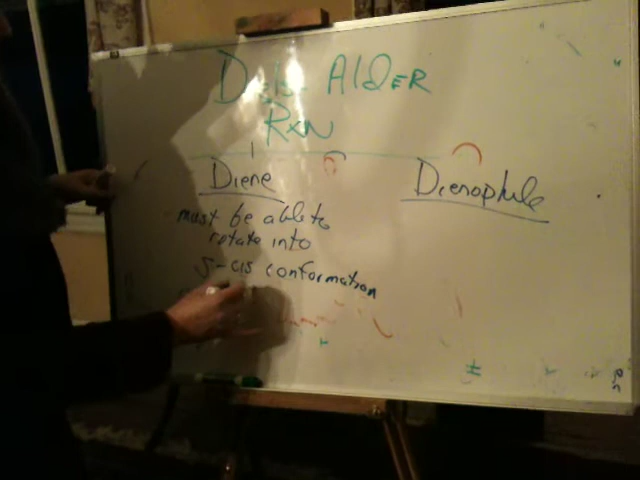 Diels Alder
Rxn
Diene
Dienophile
must be able to
rotate into
s-cis conformation